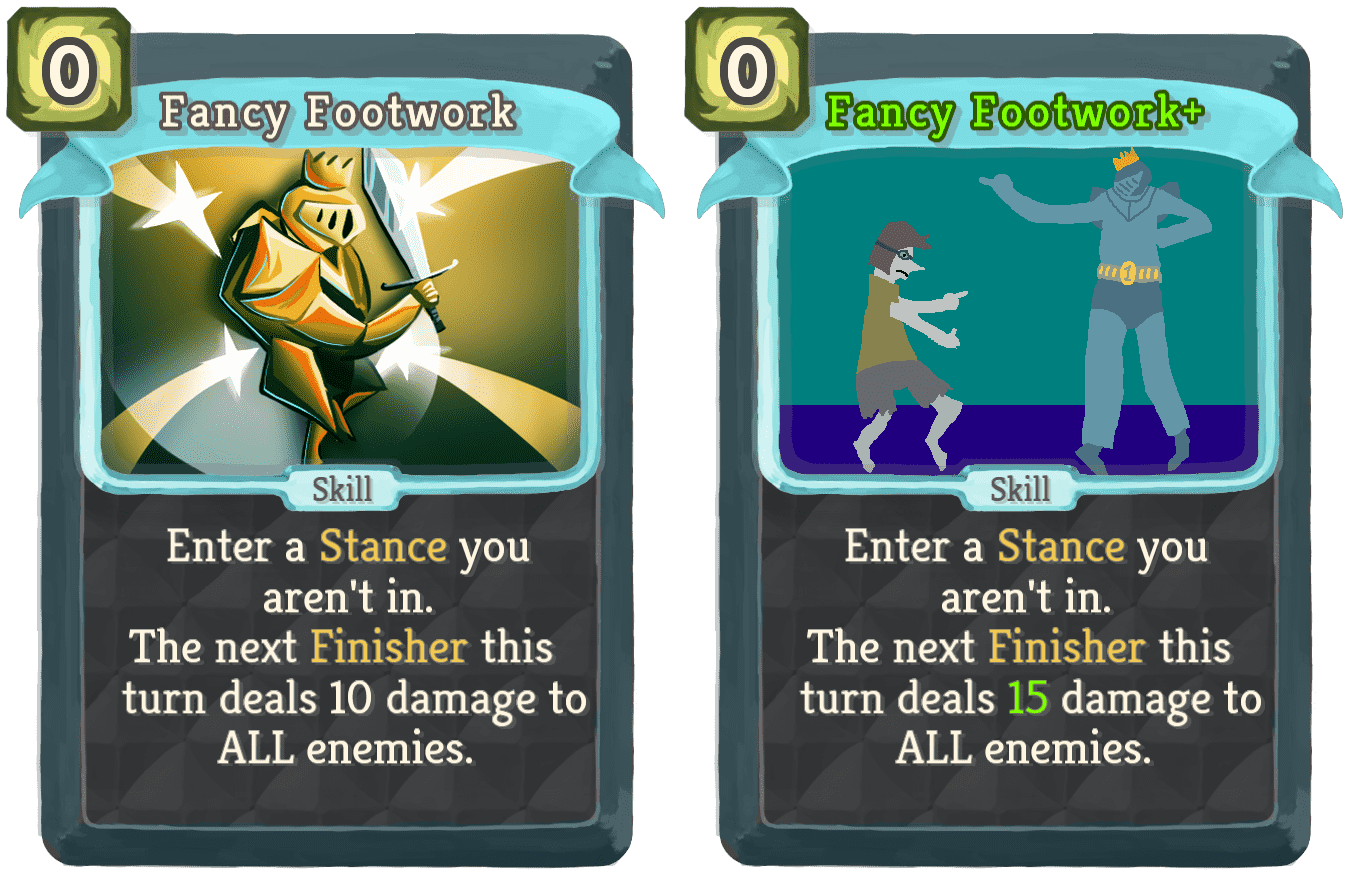 0
Fancy Footwork
Skill
Enter a Stance you
aren't in.
The next Finisher this
turn deals 10 damage to
ALL enemies.
0
Fancy Footwork+
1
Skill
Enter a Stance you
aren't in.
The next Finisher this
turn deals 15 damage to
ALL enemies.